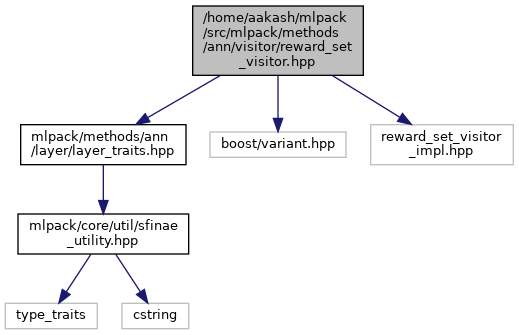 /home/aakash/mlpack
/src/mlpack/methods
/ann/visitor/reward_set
_visitor.hpp
mlpack/methods/ann
/layer/layer_traits.hpp
boost/variant.hpp
reward_set_visitor
_impl.hpp
mlpack/core/util/sfinae
_utility.hpp
type_traits
cstring